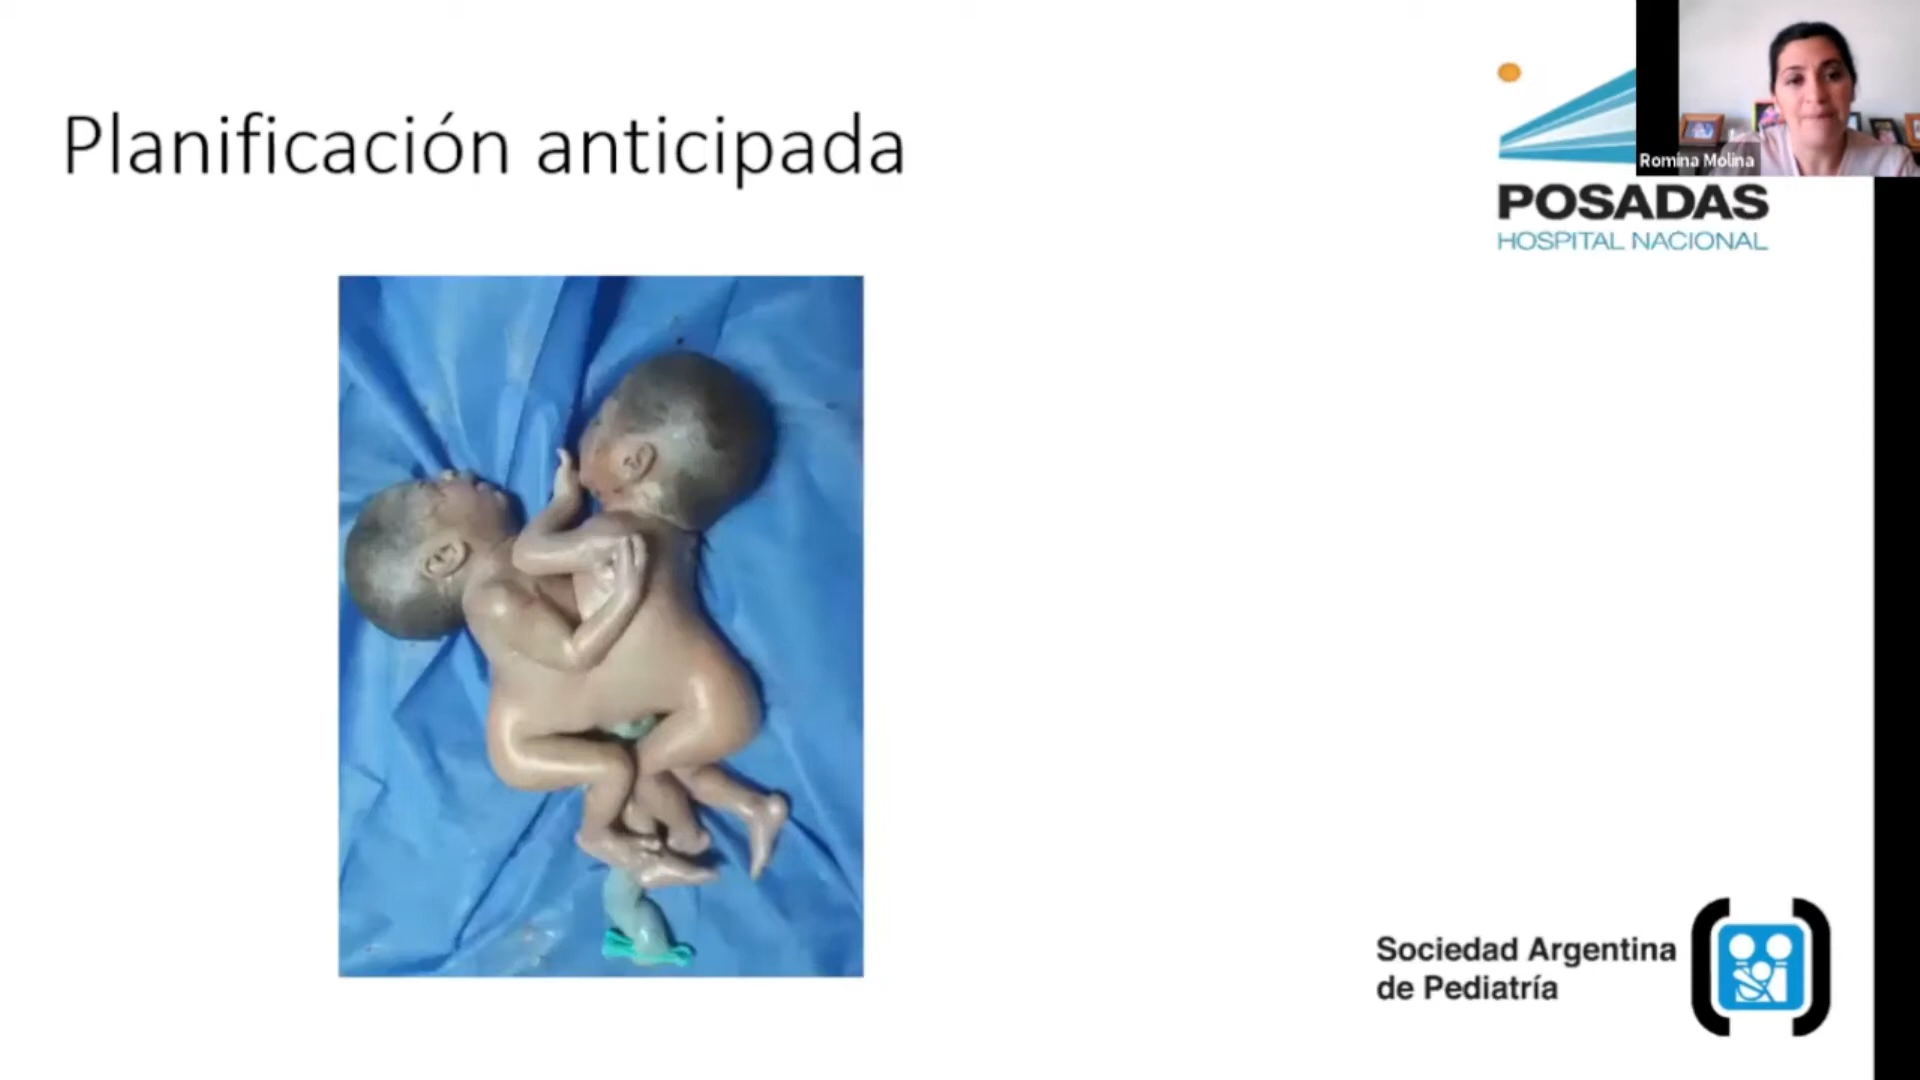 Planificación anticipada
Romina Molina
POSADAS
HOSPITAL NACIONAL
Sociedad Argentina
de Pediatría